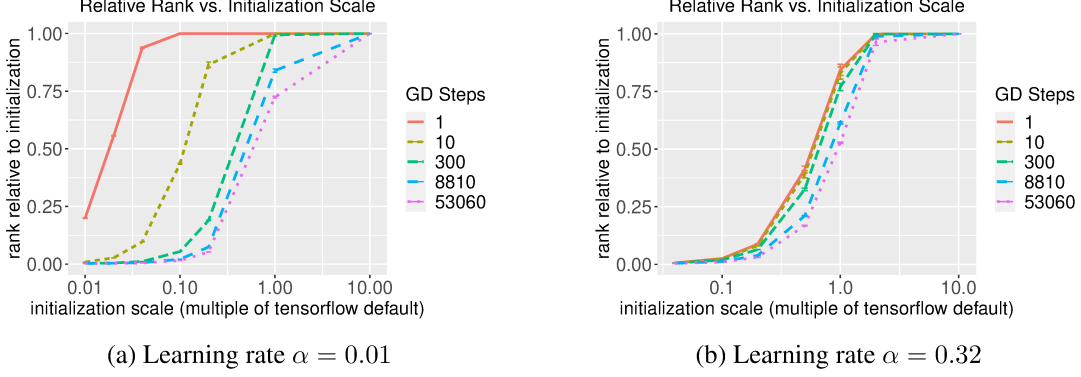 Relative Rank vs. Initialization Scale
rank relative to initialization
1.00
0.75
0.50
0.25
0.00
0.01
0.10
1.00
10.00
initialization scale (multiple of tensorflow default)
GD Steps
1
10
300
8810
53060
(a) Learning rate α = 0.01
Relative Rank vs. Initialization Scale
rank relative to initialization
1.00
0.75
0.50
0.25
0.00
0.1
1.0
10.0
initialization scale (multiple of tensorflow default)
GD Steps
1
10
300
8810
53060
(b) Learning rate α = 0.32